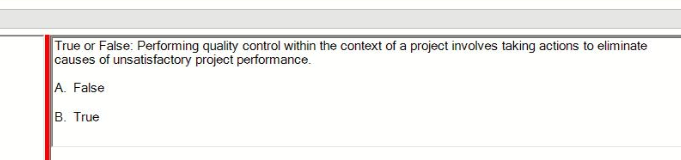 True or False: Performing quality control within the context of a project involves taking actions to eliminate
causes of unsatisfactory project performance.
A. False
B. True